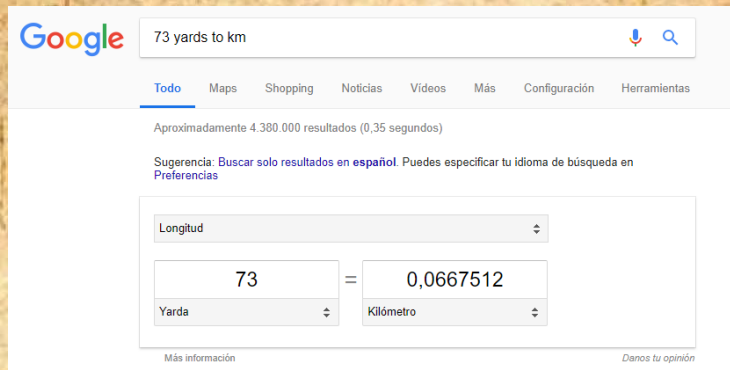 Google
73 yards to km
Todo Maps Shopping Noticias Vídeos Más Configuración Herramientas
Aproximadamente 4.380.000 resultados (0,35 segundos)
Sugerencia: Buscar solo resultados en español. Puedes especificar tu idioma de búsqueda en
Preferencias
Longitud
73 = 0,0667512
Yarda Kilómetro
Más información Danos tu opinión